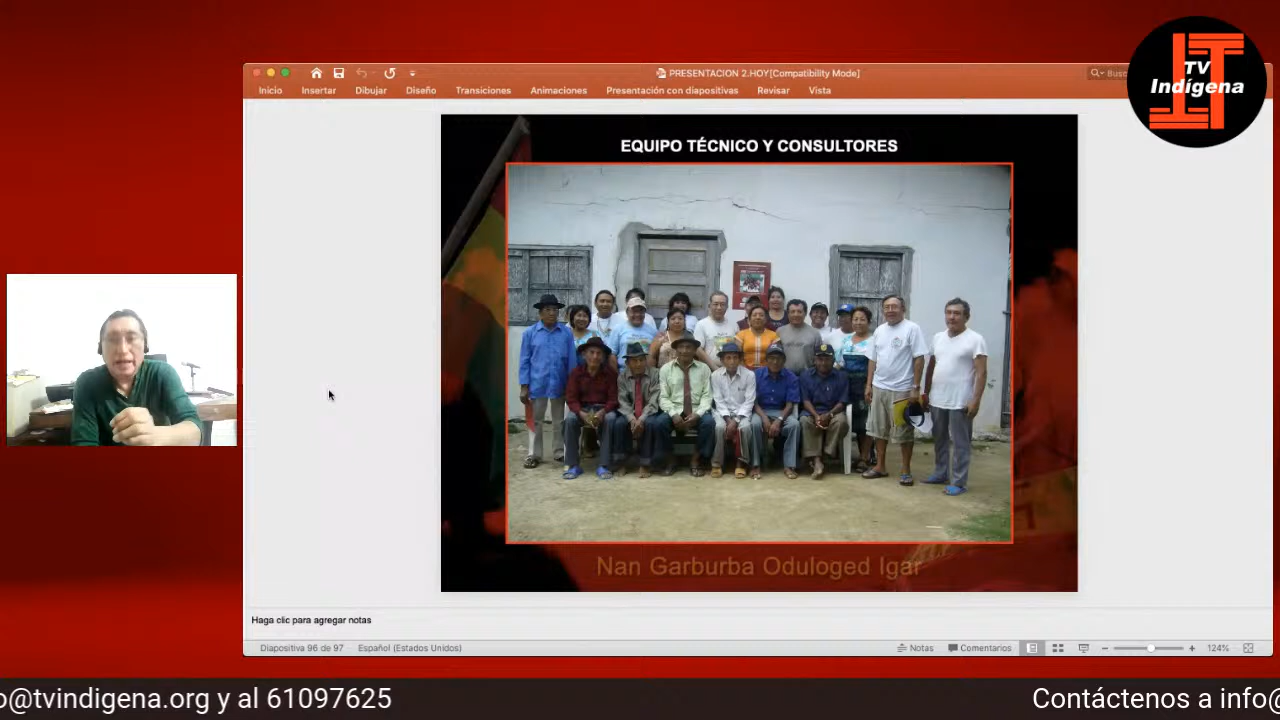 TV
Indígena
PRESENTACION 2.HOY[Compatibility Mode]
Inicio Insertar Dibujar Diseño Transiciones Animaciones Presentación con diapositivas Revisar Vista
EQUIPO TÉCNICO Y CONSULTORES
Nan Garburba Oduloged Igar
Haga clic para agregar notas
Diapositiva 96 de 97 Español (Estados Unidos) Notas Comentarios 124%
o@tvindigena.org y al 61097625 Contáctenos a info@